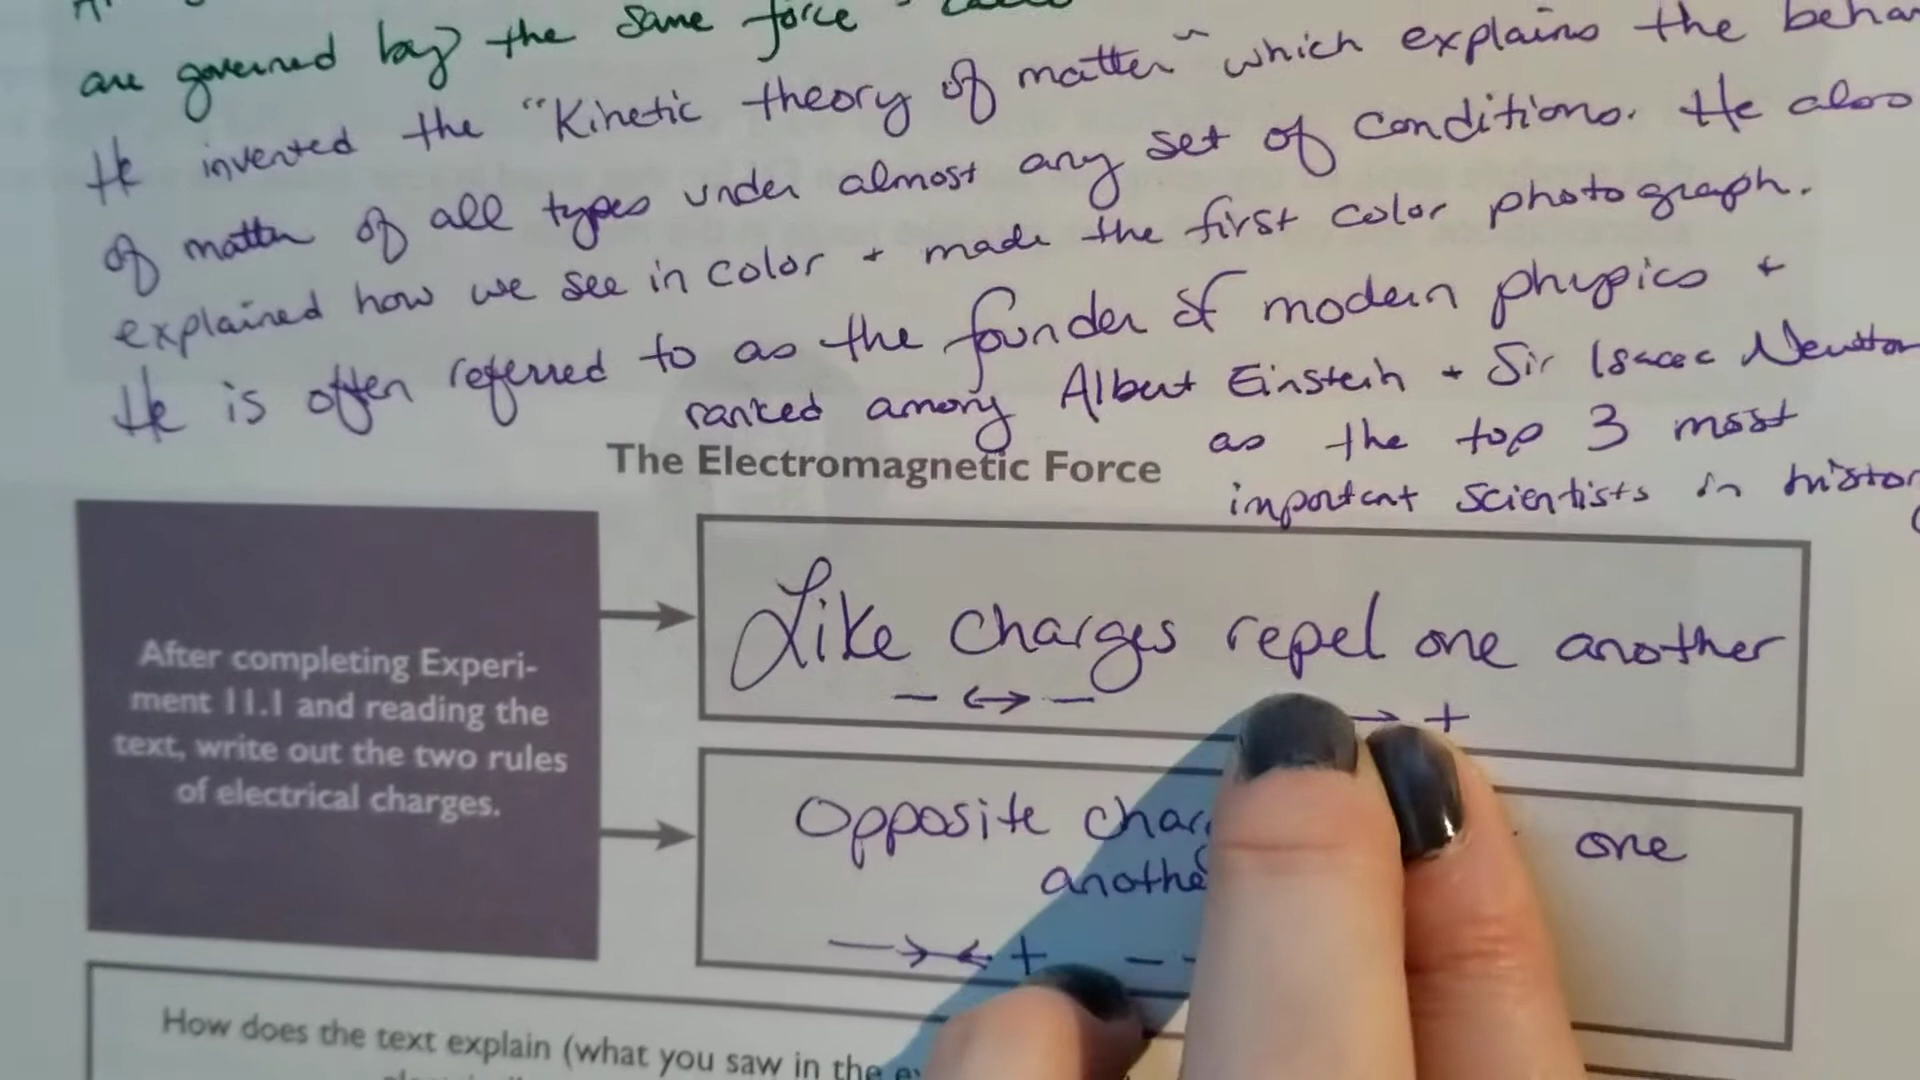 are governed by the same force
He invented the "Kinetic theory of matter" which explains the
of matter of all types under almost any set of conditions. He also
explained how we see in color + made the first color photograph.
He is often referred to as the founder of modern physics +
ranked among Albert Einstein + Sir Isaac Newton
as the top 3 most
important scientists in
The Electromagnetic Force
After completing Experi-
ment 11.1 and reading the
text, write out the two rules
of electrical charges.
Like charges repel one another
– ↔ – → +
Opposite one
→← + –
How does the text explain (what you saw in the